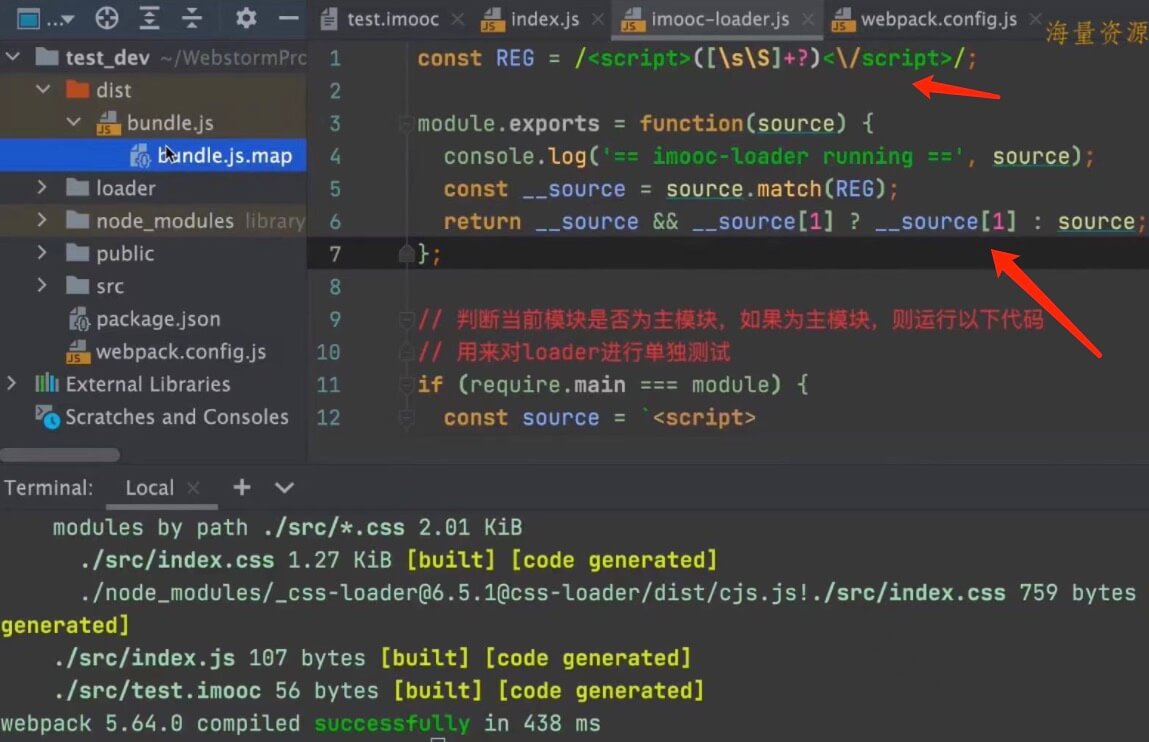 ...
test.imooc
index.js
imooc-loader.js
webpack.config.js
海量资源
test_dev ~/WebstormPro
dist
bundle.js
bundle.js.map
loader
node_modules library
public
src
package.json
webpack.config.js
External Libraries
Scratches and Consoles
1 const REG = /<script>([\s\S]+?)<\/script>/;
2
3 module.exports = function(source) {
4 console.log('== imooc-loader running ==', source);
5 const __source = source.match(REG);
6 return __source && __source[1] ? __source[1] : source;
7 };
8
9 // 判断当前模块是否为主模块，如果为主模块，则运行以下代码
10 // 用来对loader进行单独测试
11 if (require.main === module) {
12 const source = `<script>
Terminal: Local
modules by path ./src/*.css 2.01 KiB
./src/index.css 1.27 KiB [built] [code generated]
./node_modules/_css-loader@6.5.1@css-loader/dist/cjs.js!./src/index.css 759 bytes
generated]
./src/index.js 107 bytes [built] [code generated]
./src/test.imooc 56 bytes [built] [code generated]
webpack 5.64.0 compiled successfully in 438 ms